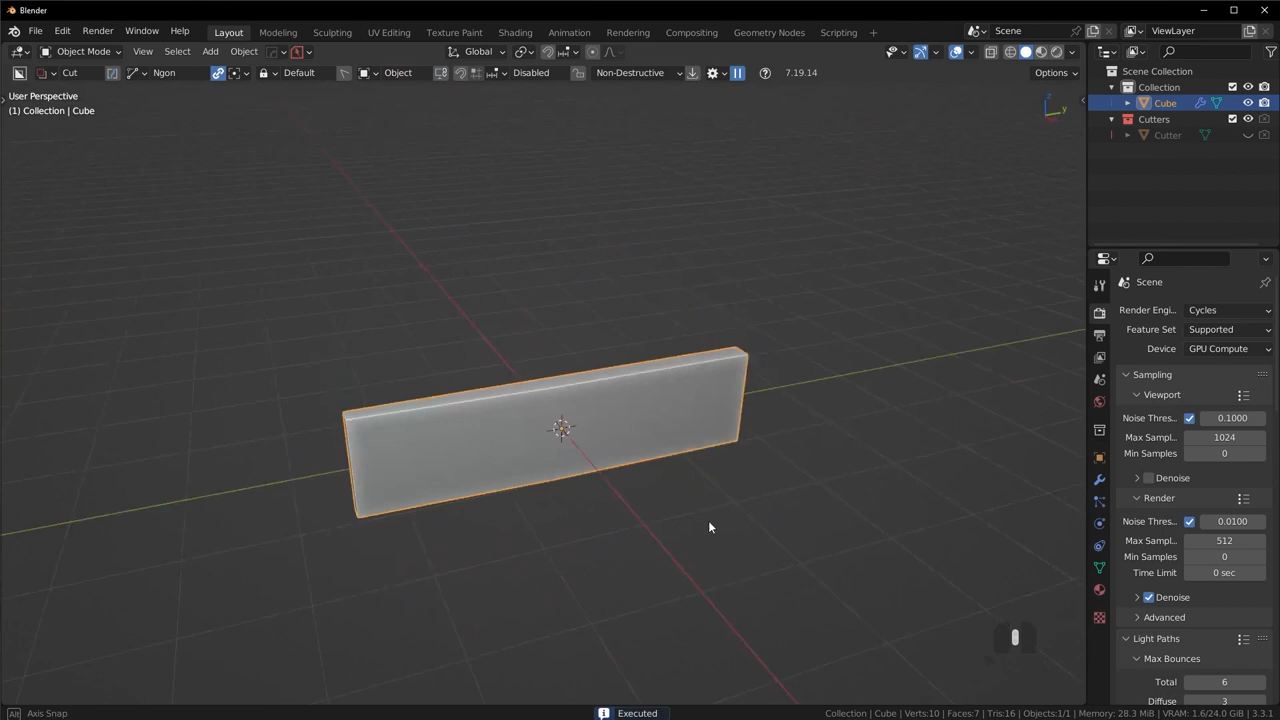 Blender
File Edit Render Window Help Layout Modeling Sculpting UV Editing Texture Paint Shading Animation Rendering Compositing Geometry Nodes Scripting Scene ViewLayer
Object Mode View Select Add Object Global
Cut Ngon Default Object Disabled Non-Destructive 7.19.14 Options
User Perspective
(1) Collection | Cube
z
y
Scene Collection
Collection
Cube
Cutters
Cutter
Scene
Render Engi... Cycles
Feature Set Supported
Device GPU Compute
Sampling
Viewport
Noise Thres... 0.1000
Max Sampl... 1024
Min Samples 0
Denoise
Render
Noise Thres... 0.0100
Max Sampl... 512
Min Samples 0
Time Limit 0 sec
Denoise
Advanced
Light Paths
Max Bounces
Total 6
Diffuse 3
Alt Axis Snap Executed Collection | Cube | Verts:10 | Faces:7 | Tris:16 | Objects:1/1 | Memory: 28.3 MiB | VRAM: 1.6/24.0 GiB | 3.3.1